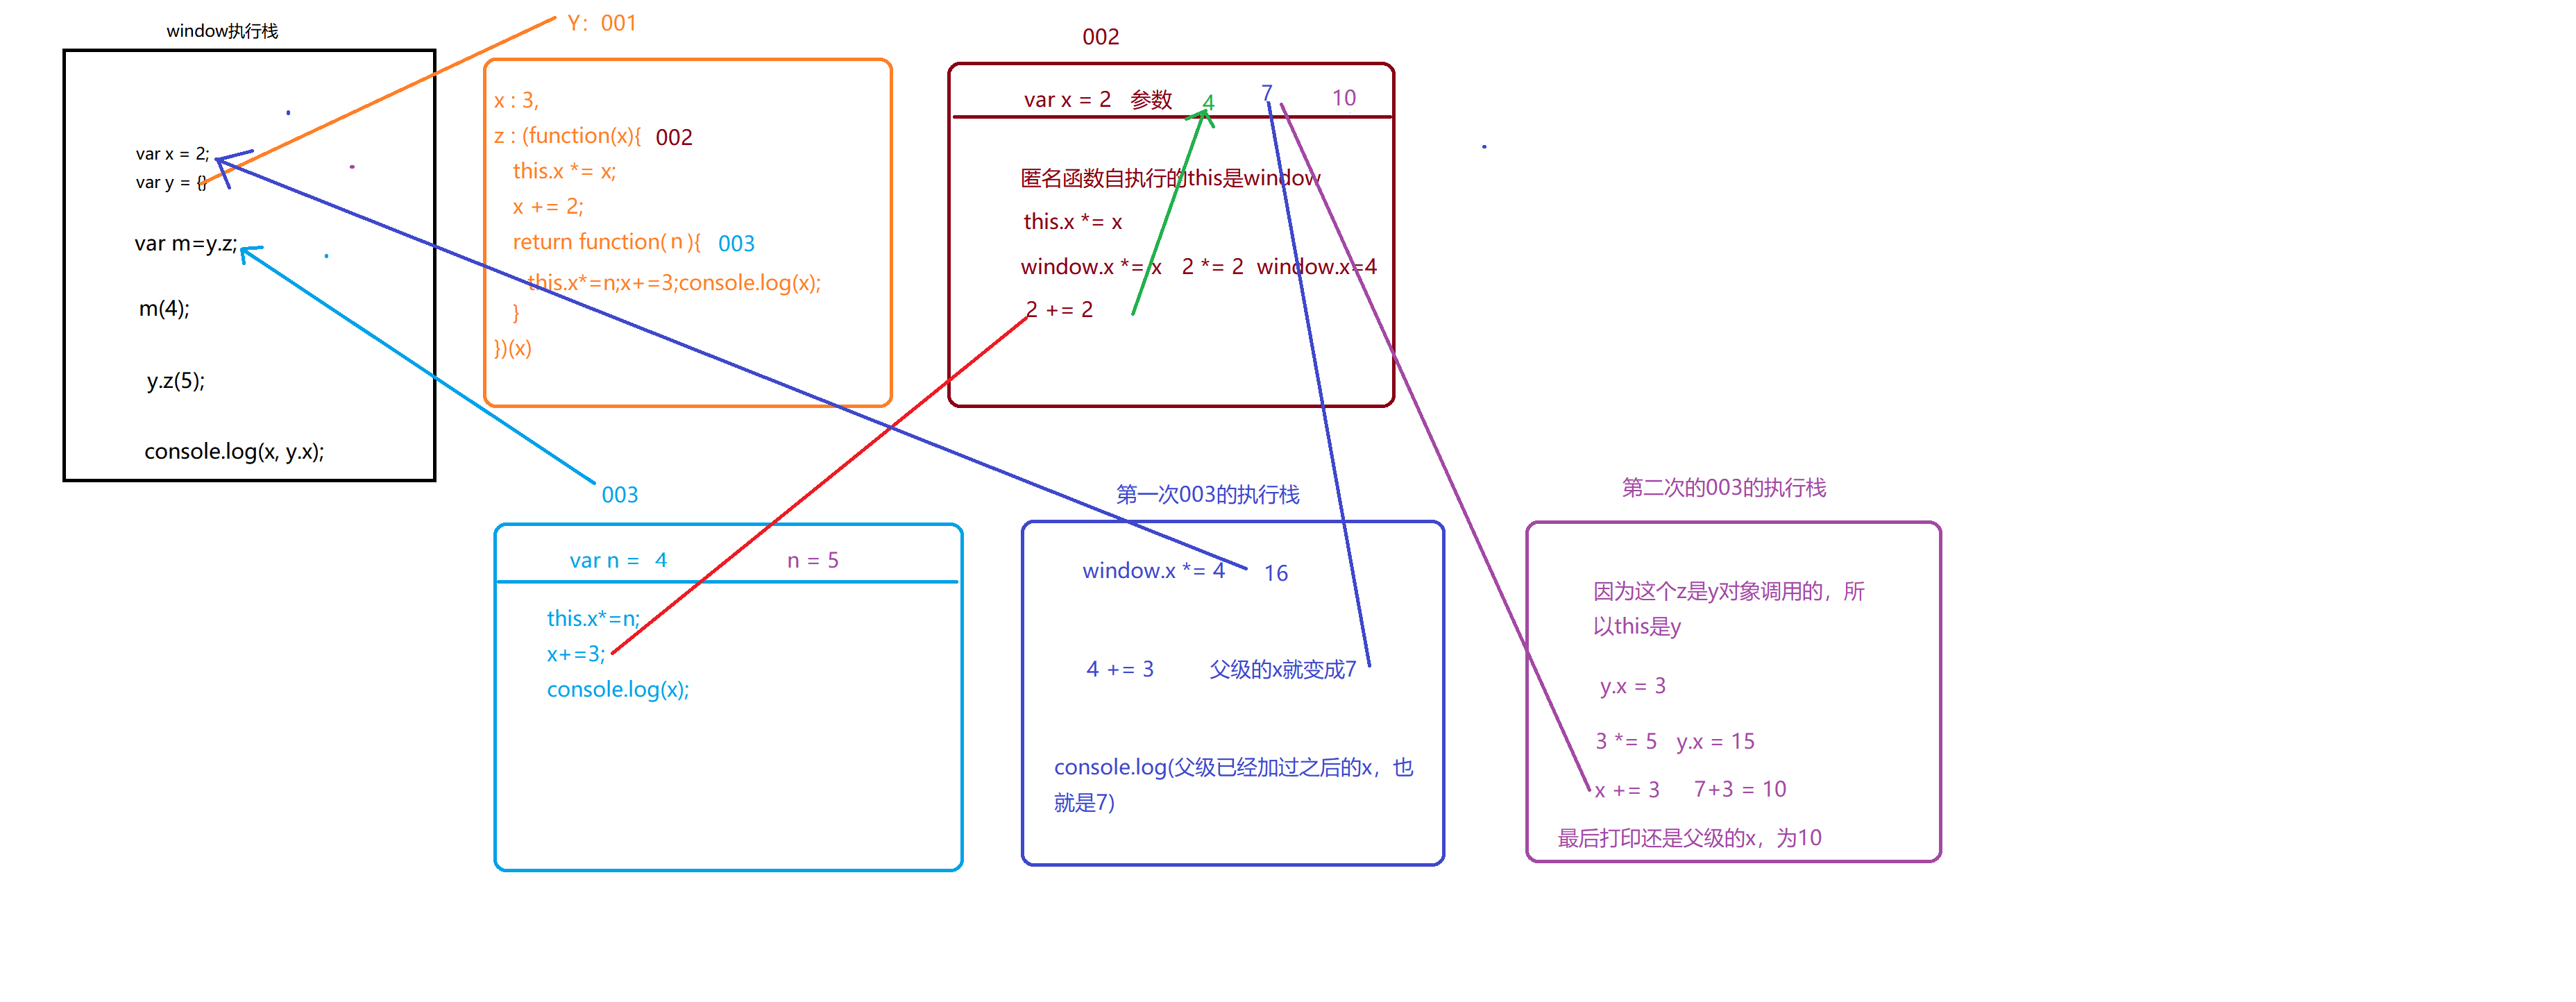 window执行栈
var x = 2;
var y = {}
var m=y.z;
m(4);
y.z(5);
console.log(x, y.x);
Y：001
x : 3,
z : (function(x){ 002
this.x *= x;
x += 2;
return function( n ){ 003
this.x*=n;x+=3;console.log(x);
}
})(x)
002
var x = 2 参数 4 7 10
匿名函数自执行的this是window
this.x *= x
window.x *= x 2 *= 2 window.x=4
2 += 2
003
var n = 4 n = 5
this.x*=n;
x+=3;
console.log(x);
第一次003的执行栈
window.x *= 4 16
4 += 3 父级的x就变成7
console.log(父级已经加过之后的x，也
就是7)
第二次的003的执行栈
因为这个z是y对象调用的，所
以this是y
y.x = 3
3 *= 5 y.x = 15
x += 3 7+3 = 10
最后打印还是父级的x，为10